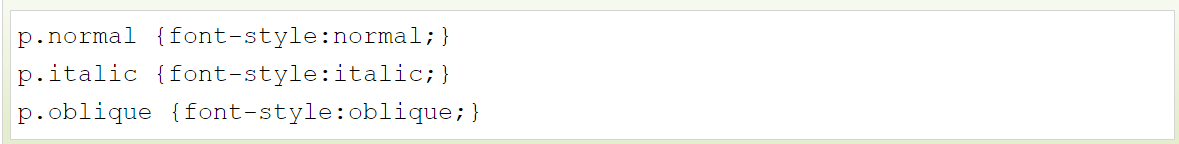 p.normal {font-style:normal;}
p.italic {font-style:italic;}
p.oblique {font-style:oblique;}